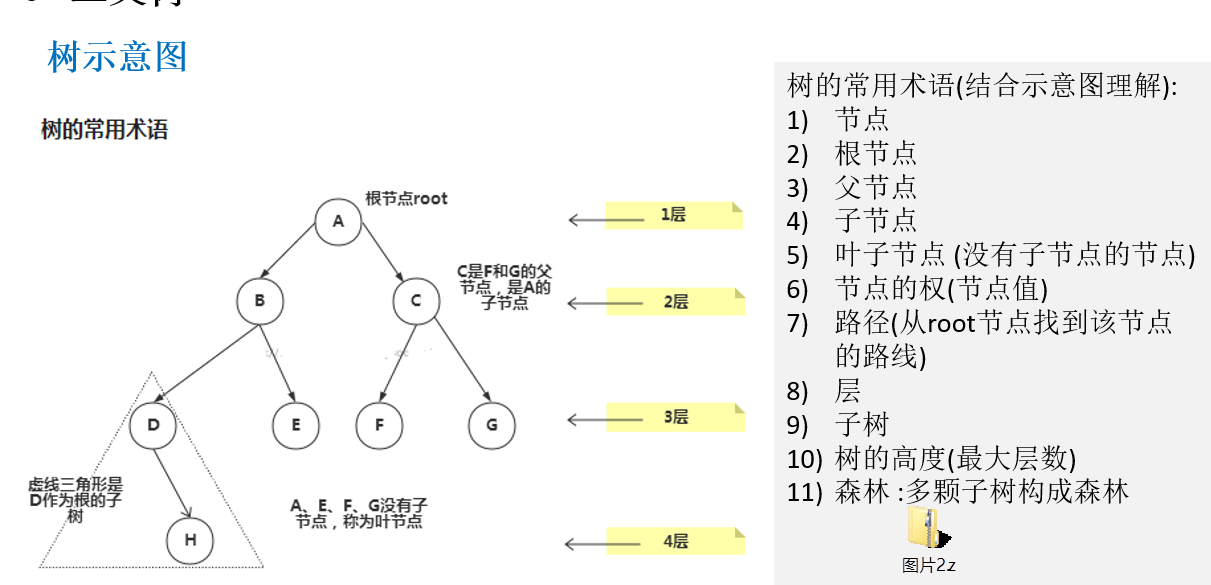 树示意图
树的常用术语
根节点root
A
1层
C是F和G的父
节点，是A的
子节点
B
C
2层
D
E
F
G
3层
虚线三角形是
D作为根的子
树
A、E、F、G没有子
节点，称为叶节点
H
4层
树的常用术语(结合示意图理解):
1) 节点
2) 根节点
3) 父节点
4) 子节点
5) 叶子节点 (没有子节点的节点)
6) 节点的权(节点值)
7) 路径(从root节点找到该节点
的路线)
8) 层
9) 子树
10) 树的高度(最大层数)
11) 森林 :多颗子树构成森林
图片2.z